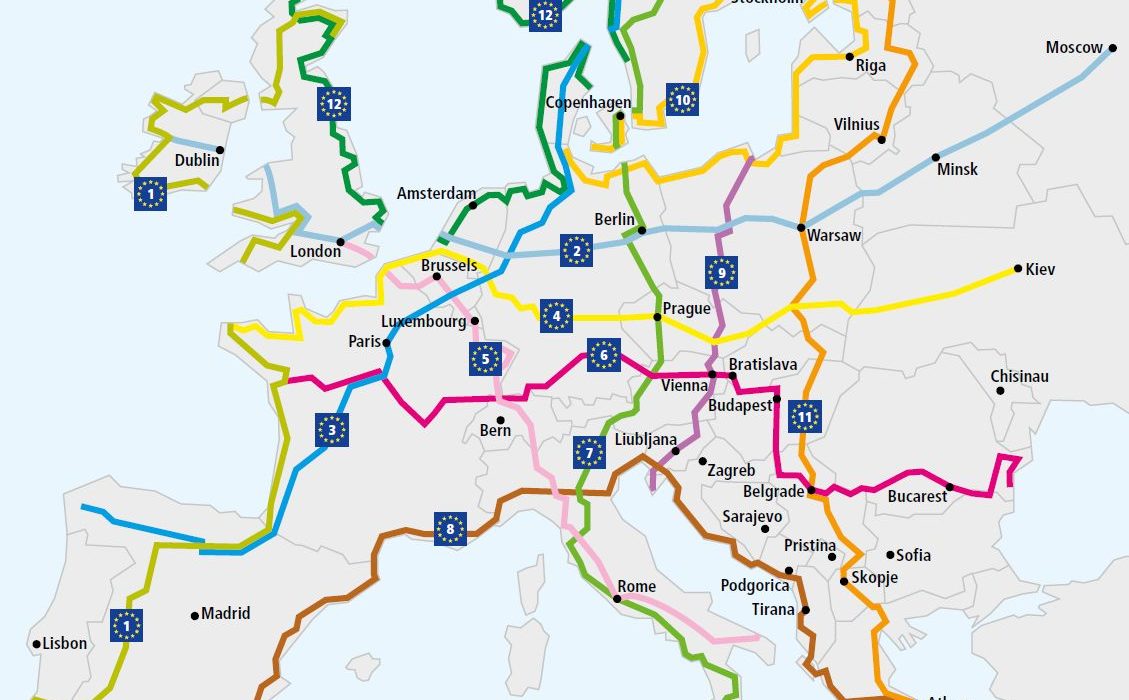 12
Stockholm
Moscow
Riga
12
Copenhagen
10
Vilnius
Dublin
Minsk
1
Amsterdam
Berlin
Warsaw
London
2
Brussels
9
Kiev
Luxembourg
4
Prague
Paris
5
6
Bratislava
Vienna
Chisinau
Budapest
Bern
3
11
7
Liubljana
Zagreb
Belgrade
Bucarest
8
Sarajevo
Pristina
Sofia
Podgorica
Skopje
Rome
Tirana
Madrid
1
Lisbon